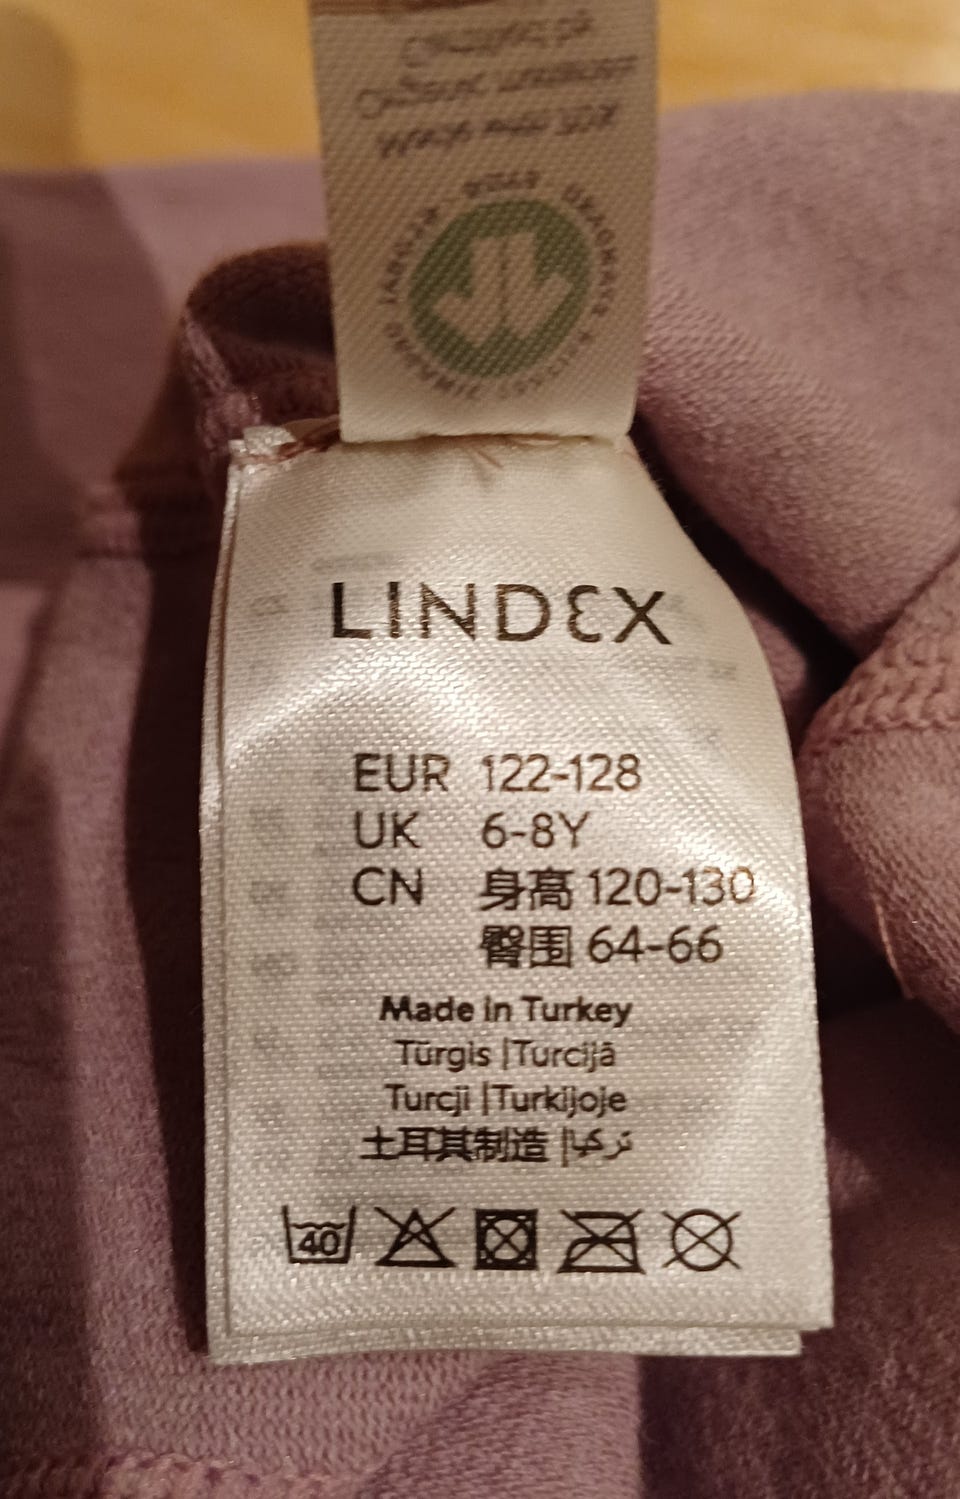 LINDEX
EUR 122-128
UK 6-8Y
CN 身高 120-130
臀围 64-66
Made in Turkey
Türgis | Turcijā
Turcji | Turkijoje
土耳其制造 | تركيا
40